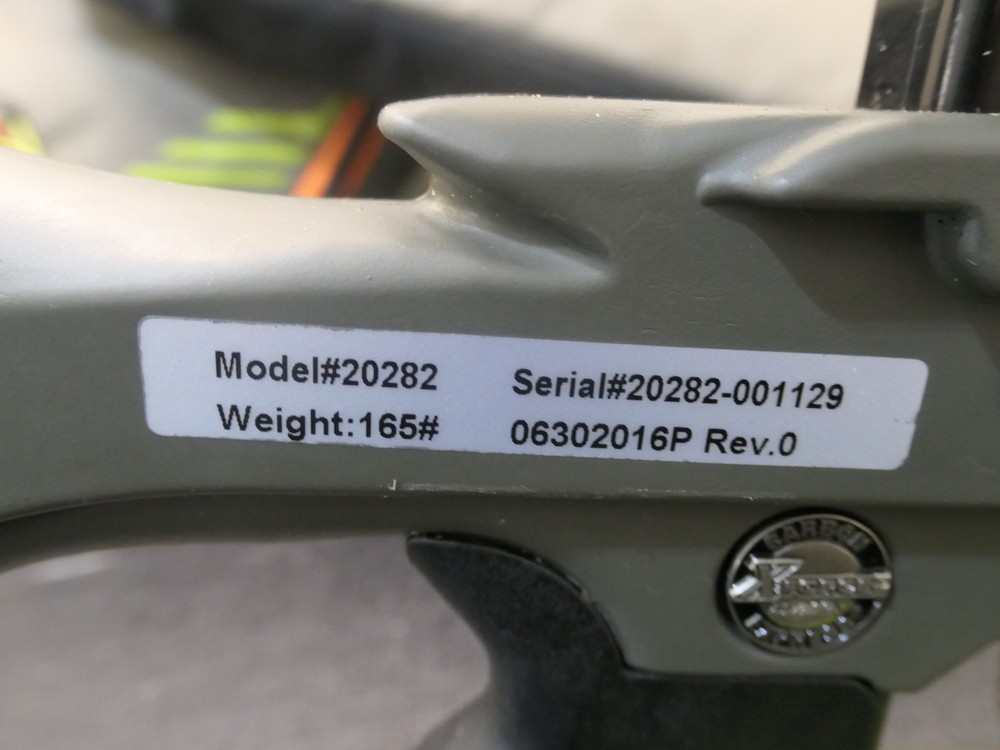 Model#20282 Serial#20282-001129
Weight:165# 06302016P Rev.0